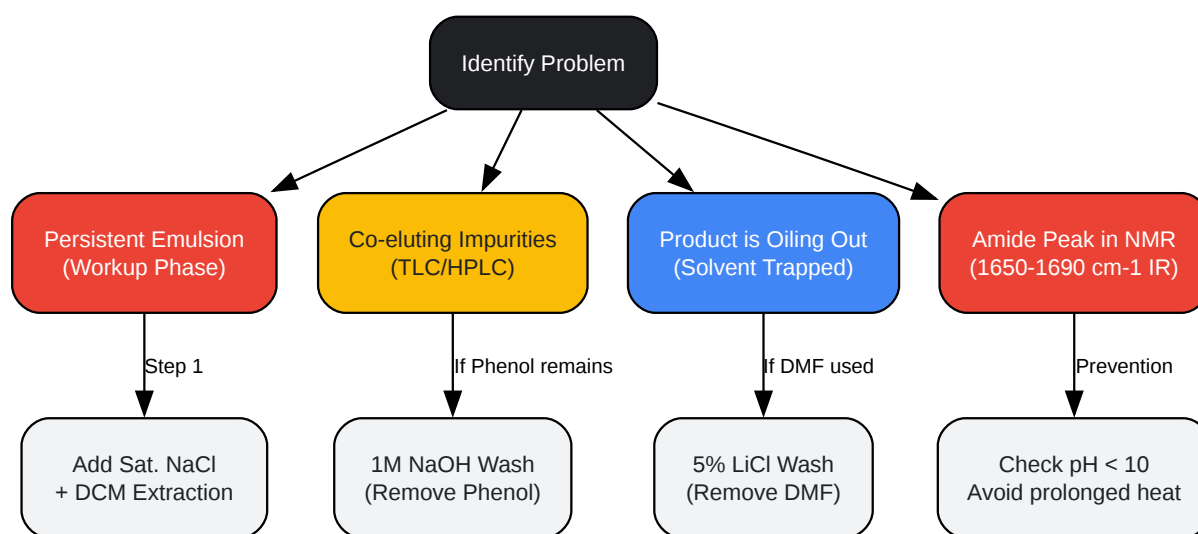 Identify Problem
Persistent Emulsion
(Workup Phase)
Co-eluting Impurities
(TLC/HPLC)
Product is Oiling Out
(Solvent Trapped)
Amide Peak in NMR
(1650-1690 cm-1 IR)
Step 1
If Phenol remains
If DMF used
Prevention
Add Sat. NaCl
+ DCM Extraction
1M NaOH Wash
(Remove Phenol)
5% LiCl Wash
(Remove DMF)
Check pH < 10
Avoid prolonged heat